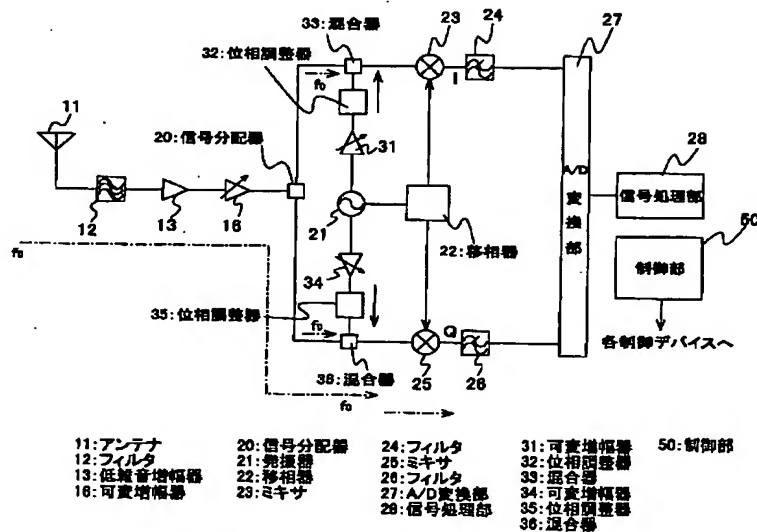 33:混合器
23
24
27
32:位相調整器
f₀
I
11
20:信号分配器
31
28
A/D変換部
信号処理部
12
13
16
21
22:移相器
50
f₀
34
制御部
35:位相調整器
f₀
Q
各制御デバイスへ
36:混合器
25
26
f₀
11:アンテナ
12:フィルタ
13:低雑音増幅器
16:可変増幅器
20:信号分配器
21:発振器
22:移相器
23:ミキサ
24:フィルタ
25:ミキサ
26:フィルタ
27:A/D変換部
28:信号処理部
31:可変増幅器
32:位相調整器
33:混合器
34:可変増幅器
35:位相調整器
36:混合器
50:制御部